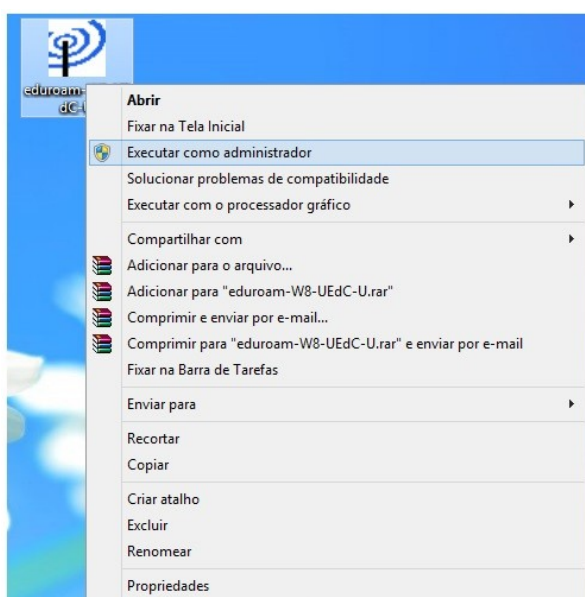 eduroam-
dC-U
Abrir
Fixar na Tela Inicial
Executar como administrador
Solucionar problemas de compatibilidade
Executar com o processador gráfico
Compartilhar com
Adicionar para o arquivo...
Adicionar para "eduroam-W8-UEdC-U.rar"
Comprimir e enviar por e-mail...
Comprimir para "eduroam-W8-UEdC-U.rar" e enviar por e-mail
Fixar na Barra de Tarefas
Enviar para
Recortar
Copiar
Criar atalho
Excluir
Renomear
Propriedades